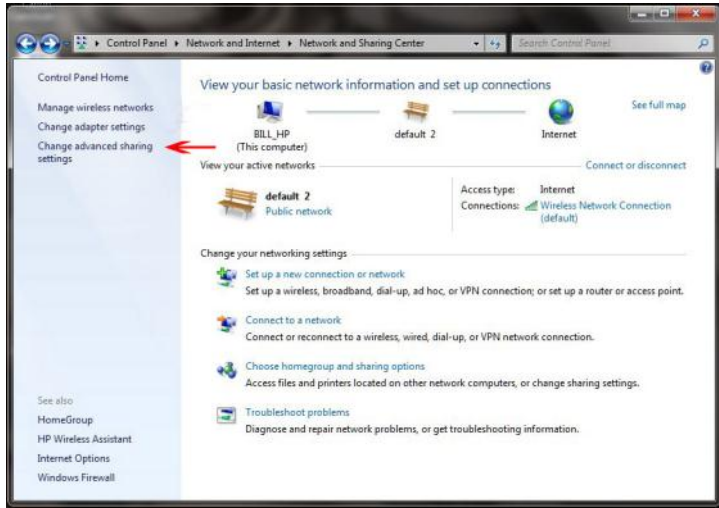 Control Panel ▸ Network and Internet ▸ Network and Sharing Center
Search Control Panel
Control Panel Home
Manage wireless networks
Change adapter settings
Change advanced sharing
settings
See also
HomeGroup
HP Wireless Assistant
Internet Options
Windows Firewall
View your basic network information and set up connections
See full map
BILL_HP
(This computer)
default 2
Internet
View your active networks
Connect or disconnect
default 2
Public network
Access type: Internet
Connections: Wireless Network Connection
(default)
Change your networking settings
Set up a new connection or network
Set up a wireless, broadband, dial-up, ad hoc, or VPN connection; or set up a router or access point.
Connect to a network
Connect or reconnect to a wireless, wired, dial-up, or VPN network connection.
Choose homegroup and sharing options
Access files and printers located on other network computers, or change sharing settings.
Troubleshoot problems
Diagnose and repair network problems, or get troubleshooting information.